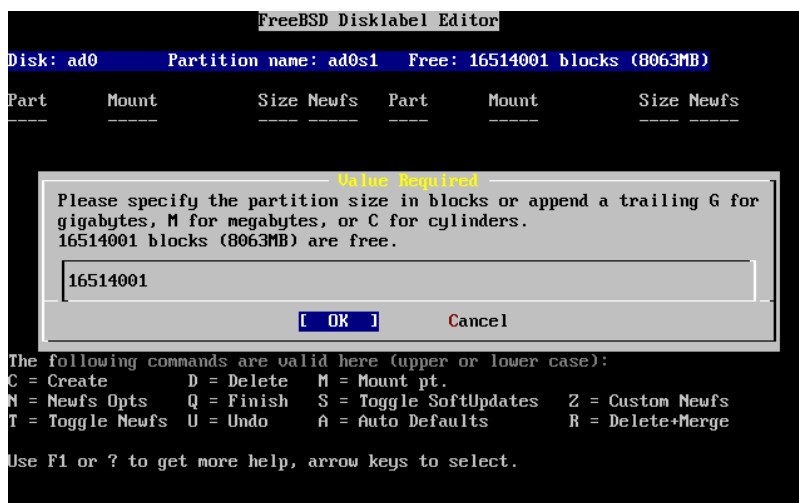 FreeBSD Disklabel Editor
Disk: ad0 Partition name: ad0s1 Free: 16514001 blocks (8063MB)
Part Mount Size Newfs Part Mount Size Newfs
---- ----- ---- ----- ---- ----- ---- -----
Value Required
Please specify the partition size in blocks or append a trailing G for
gigabytes, M for megabytes, or C for cylinders.
16514001 blocks (8063MB) are free.
16514001
[ OK ] Cancel
The following commands are valid here (upper or lower case):
C = Create D = Delete M = Mount pt.
N = Newfs Opts Q = Finish S = Toggle SoftUpdates Z = Custom Newfs
T = Toggle Newfs U = Undo A = Auto Defaults R = Delete+Merge
Use F1 or ? to get more help, arrow keys to select.